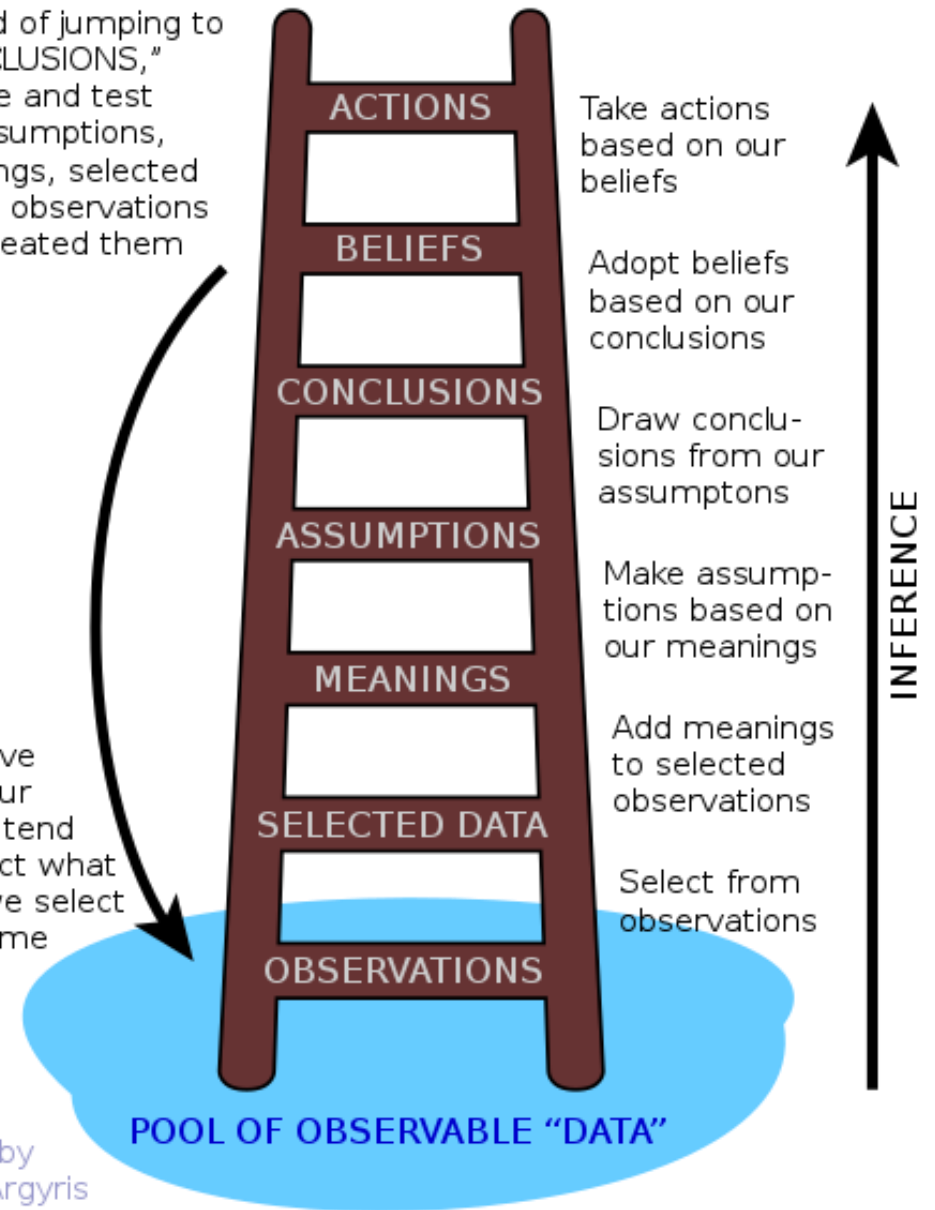 d of jumping to
CLUSIONS,”
e and test
sumptions,
ngs, selected
observations
eated them
ACTIONS
Take actions
based on our
beliefs
BELIEFS
Adopt beliefs
based on our
conclusions
CONCLUSIONS
Draw conclu-
sions from our
assumptons
ASSUMPTIONS
Make assump-
tions based on
our meanings
MEANINGS
Add meanings
to selected
observations
SELECTED DATA
Select from
observations
OBSERVATIONS
INFERENCE
ve
ur
tend
ct what
ve select
me
POOL OF OBSERVABLE “DATA”
by
Argyris